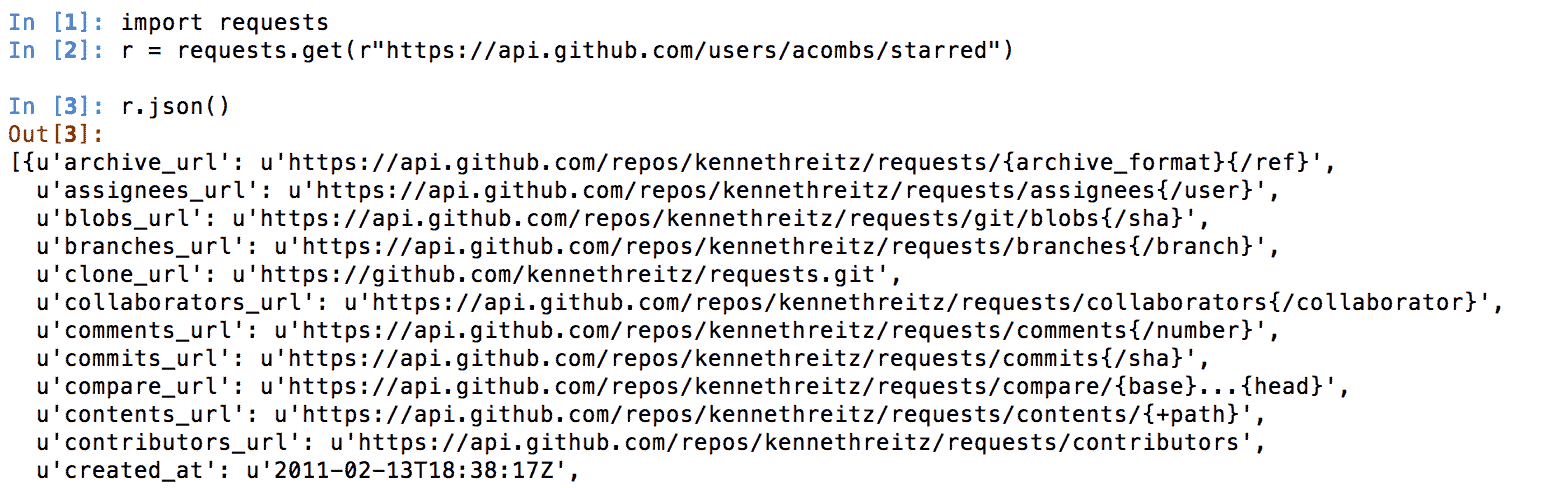 In [1]: import requests
In [2]: r = requests.get(r"https://api.github.com/users/acombs/starred")
In [3]: r.json()
Out[3]:
[{u'archive_url': u'https://api.github.com/repos/kennethreitz/requests/{archive_format}{/ref}',
u'assignees_url': u'https://api.github.com/repos/kennethreitz/requests/assignees{/user}',
u'blobs_url': u'https://api.github.com/repos/kennethreitz/requests/git/blobs{/sha}',
u'branches_url': u'https://api.github.com/repos/kennethreitz/requests/branches{/branch}',
u'clone_url': u'https://github.com/kennethreitz/requests.git',
u'collaborators_url': u'https://api.github.com/repos/kennethreitz/requests/collaborators{/collaborator}',
u'comments_url': u'https://api.github.com/repos/kennethreitz/requests/comments{/number}',
u'commits_url': u'https://api.github.com/repos/kennethreitz/requests/commits{/sha}',
u'compare_url': u'https://api.github.com/repos/kennethreitz/requests/compare/{base}...{head}',
u'contents_url': u'https://api.github.com/repos/kennethreitz/requests/contents/{+path}',
u'contributors_url': u'https://api.github.com/repos/kennethreitz/requests/contributors',
u'created_at': u'2011-02-13T18:38:17Z',